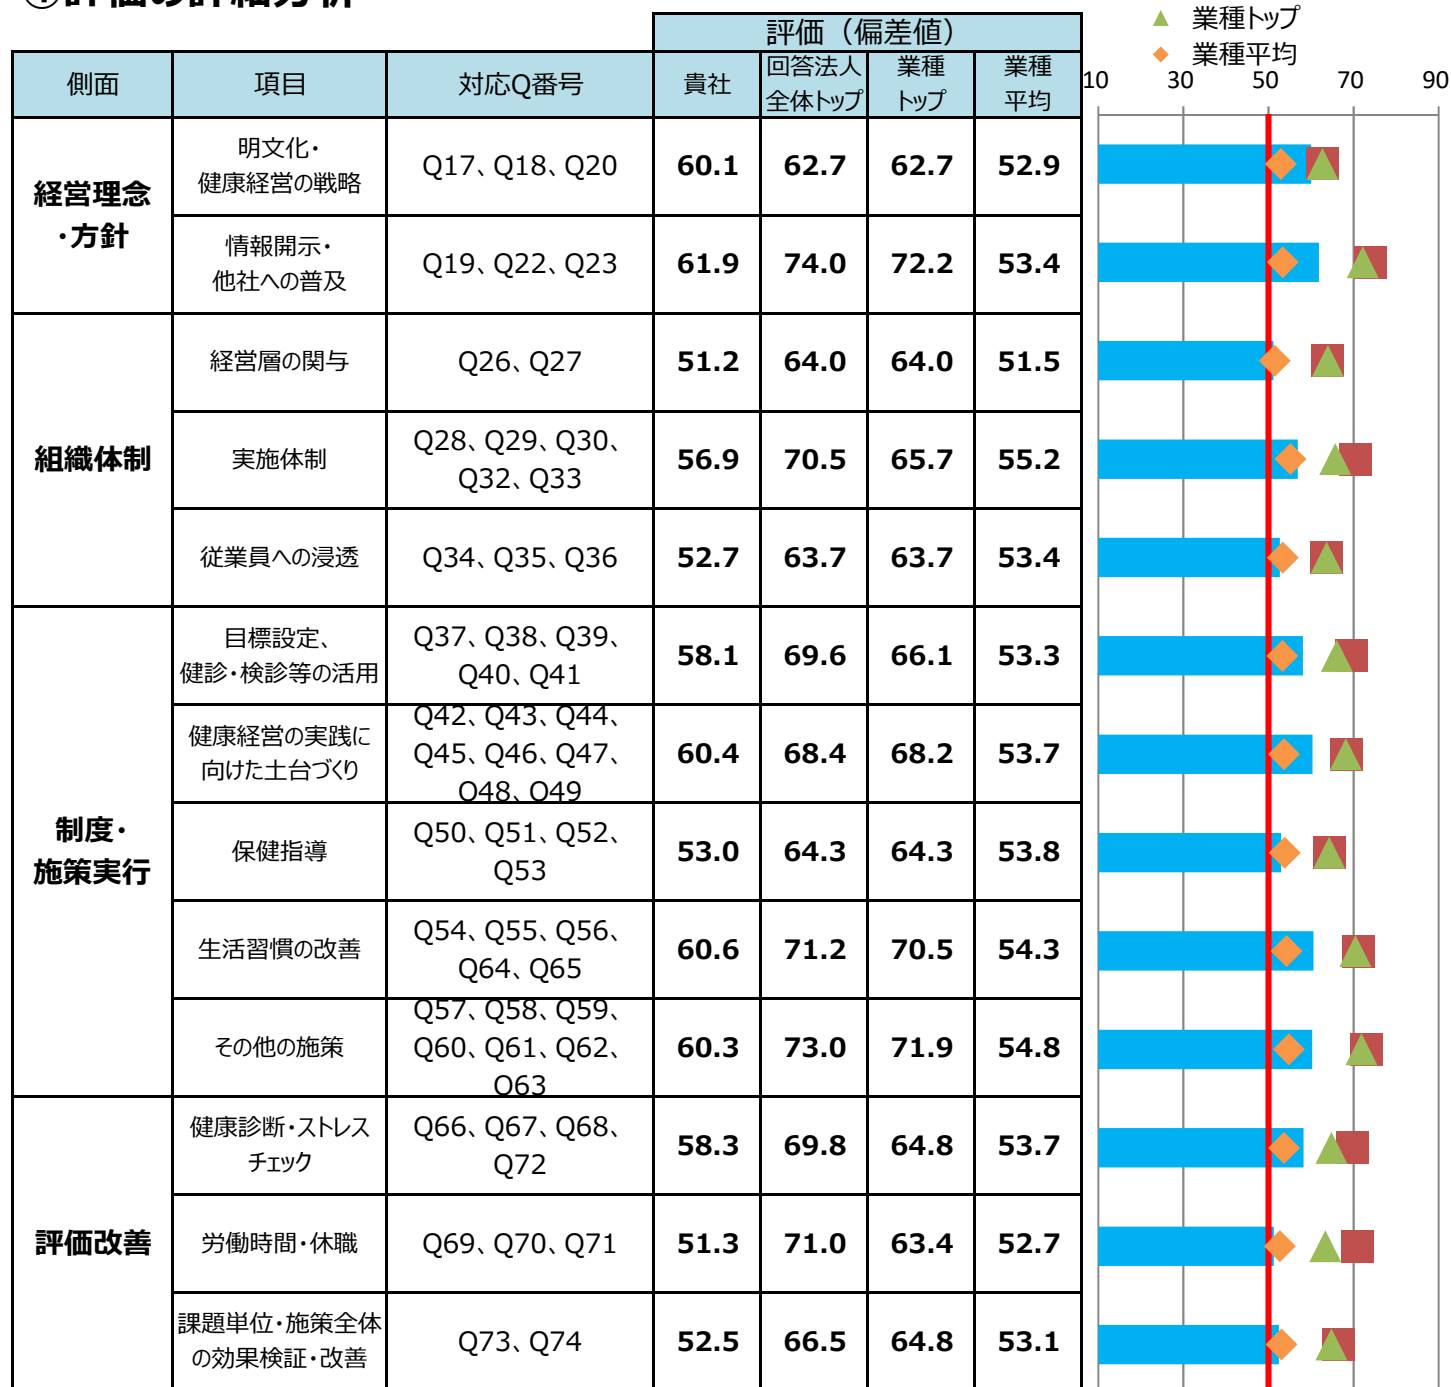 ①評価の詳細分析
▲ 業種トップ
◆ 業種平均
評価（偏差値）
側面 項目 対応Q番号 貴社 回答法人全体トップ 業種トップ 業種平均
10 30 50 70 90
経営理念・方針
明文化・健康経営の戦略 Q17、Q18、Q20 60.1 62.7 62.7 52.9
情報開示・他社への普及 Q19、Q22、Q23 61.9 74.0 72.2 53.4
組織体制
経営層の関与 Q26、Q27 51.2 64.0 64.0 51.5
実施体制 Q28、Q29、Q30、Q32、Q33 56.9 70.5 65.7 55.2
従業員への浸透 Q34、Q35、Q36 52.7 63.7 63.7 53.4
制度・施策実行
目標設定、健診・検診等の活用 Q37、Q38、Q39、Q40、Q41 58.1 69.6 66.1 53.3
健康経営の実践に向けた土台づくり Q42、Q43、Q44、Q45、Q46、Q47、Q48、Q49 60.4 68.4 68.2 53.7
保健指導 Q50、Q51、Q52、Q53 53.0 64.3 64.3 53.8
生活習慣の改善 Q54、Q55、Q56、Q64、Q65 60.6 71.2 70.5 54.3
その他の施策 Q57、Q58、Q59、Q60、Q61、Q62、Q63 60.3 73.0 71.9 54.8
評価改善
健康診断・ストレスチェック Q66、Q67、Q68、Q72 58.3 69.8 64.8 53.7
労働時間・休職 Q69、Q70、Q71 51.3 71.0 63.4 52.7
課題単位・施策全体の効果検証・改善 Q73、Q74 52.5 66.5 64.8 53.1